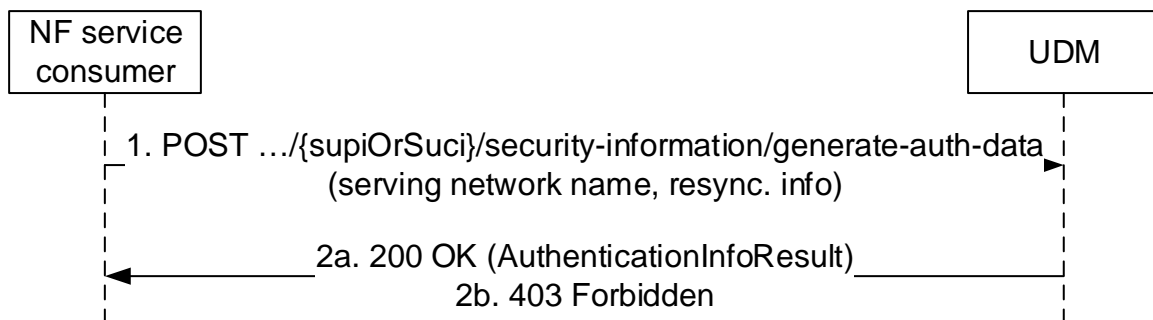 NF service
consumer
UDM
1. POST …/{supiOrSuci}/security-information/generate-auth-data
(serving network name, resync. info)
2a. 200 OK (AuthenticationInfoResult)
2b. 403 Forbidden